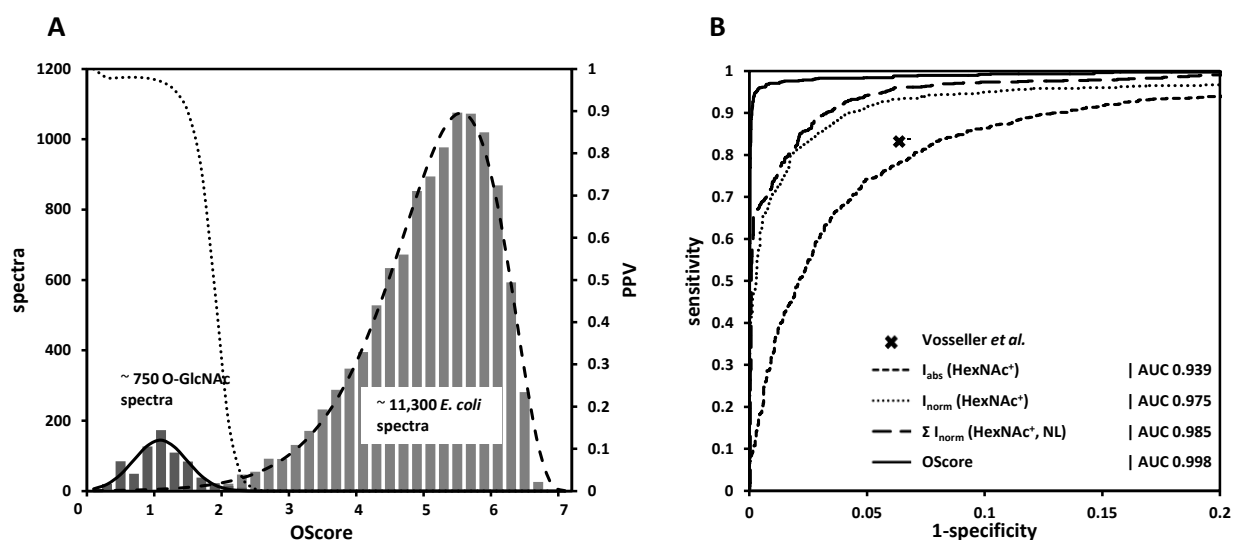 A
1200
1000
800
600
400
200
0
spectra
1
0.9
0.8
0.7
0.6
0.5
0.4
0.3
0.2
0.1
0
PPV
~ 750 O-GlcNAc
spectra
~ 11,300 E. coli
spectra
0 1 2 3 4 5 6 7
OScore
B
1
0.9
0.8
0.7
0.6
0.5
0.4
0.3
0.2
0.1
0
sensitivity
Vosseller et al.
Iabs (HexNAc+) | AUC 0.939
Inorm (HexNAc+) | AUC 0.975
Σ Inorm (HexNAc+, NL) | AUC 0.985
OScore | AUC 0.998
0 0.05 0.1 0.15 0.2
1-specificity